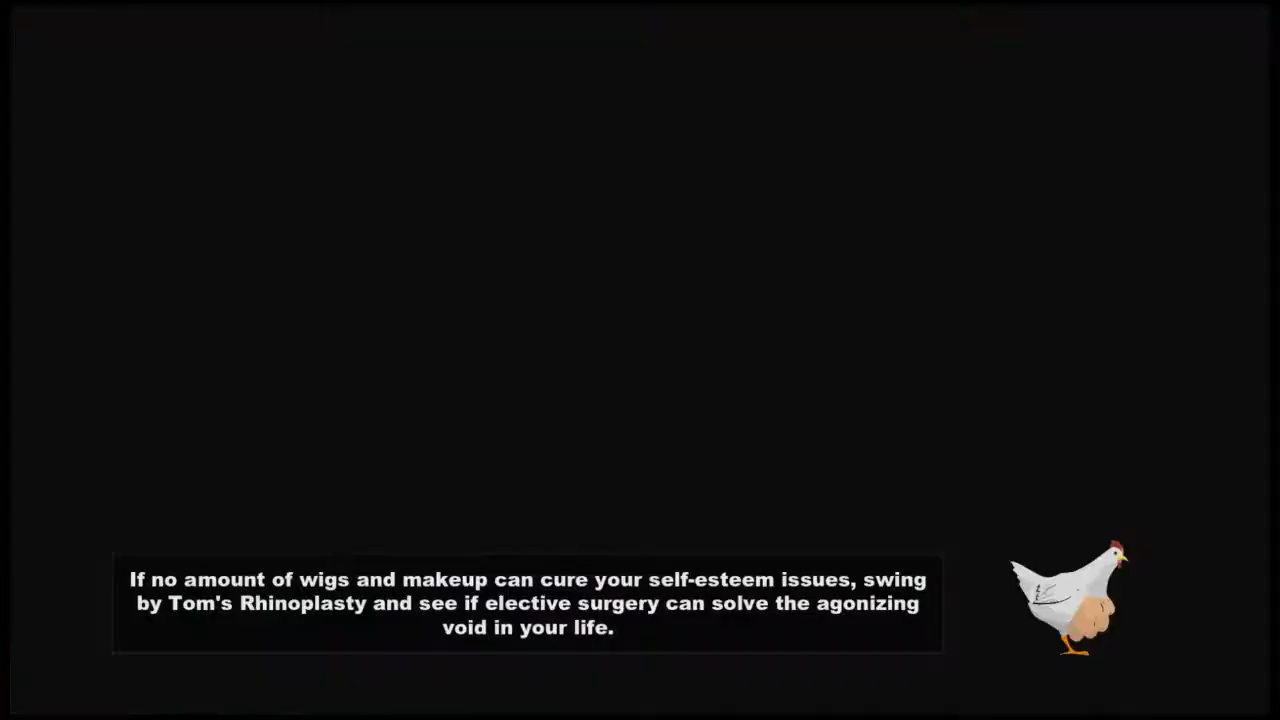 If no amount of wigs and makeup can cure your self-esteem issues, swing
by Tom's Rhinoplasty and see if elective surgery can solve the agonizing
void in your life.